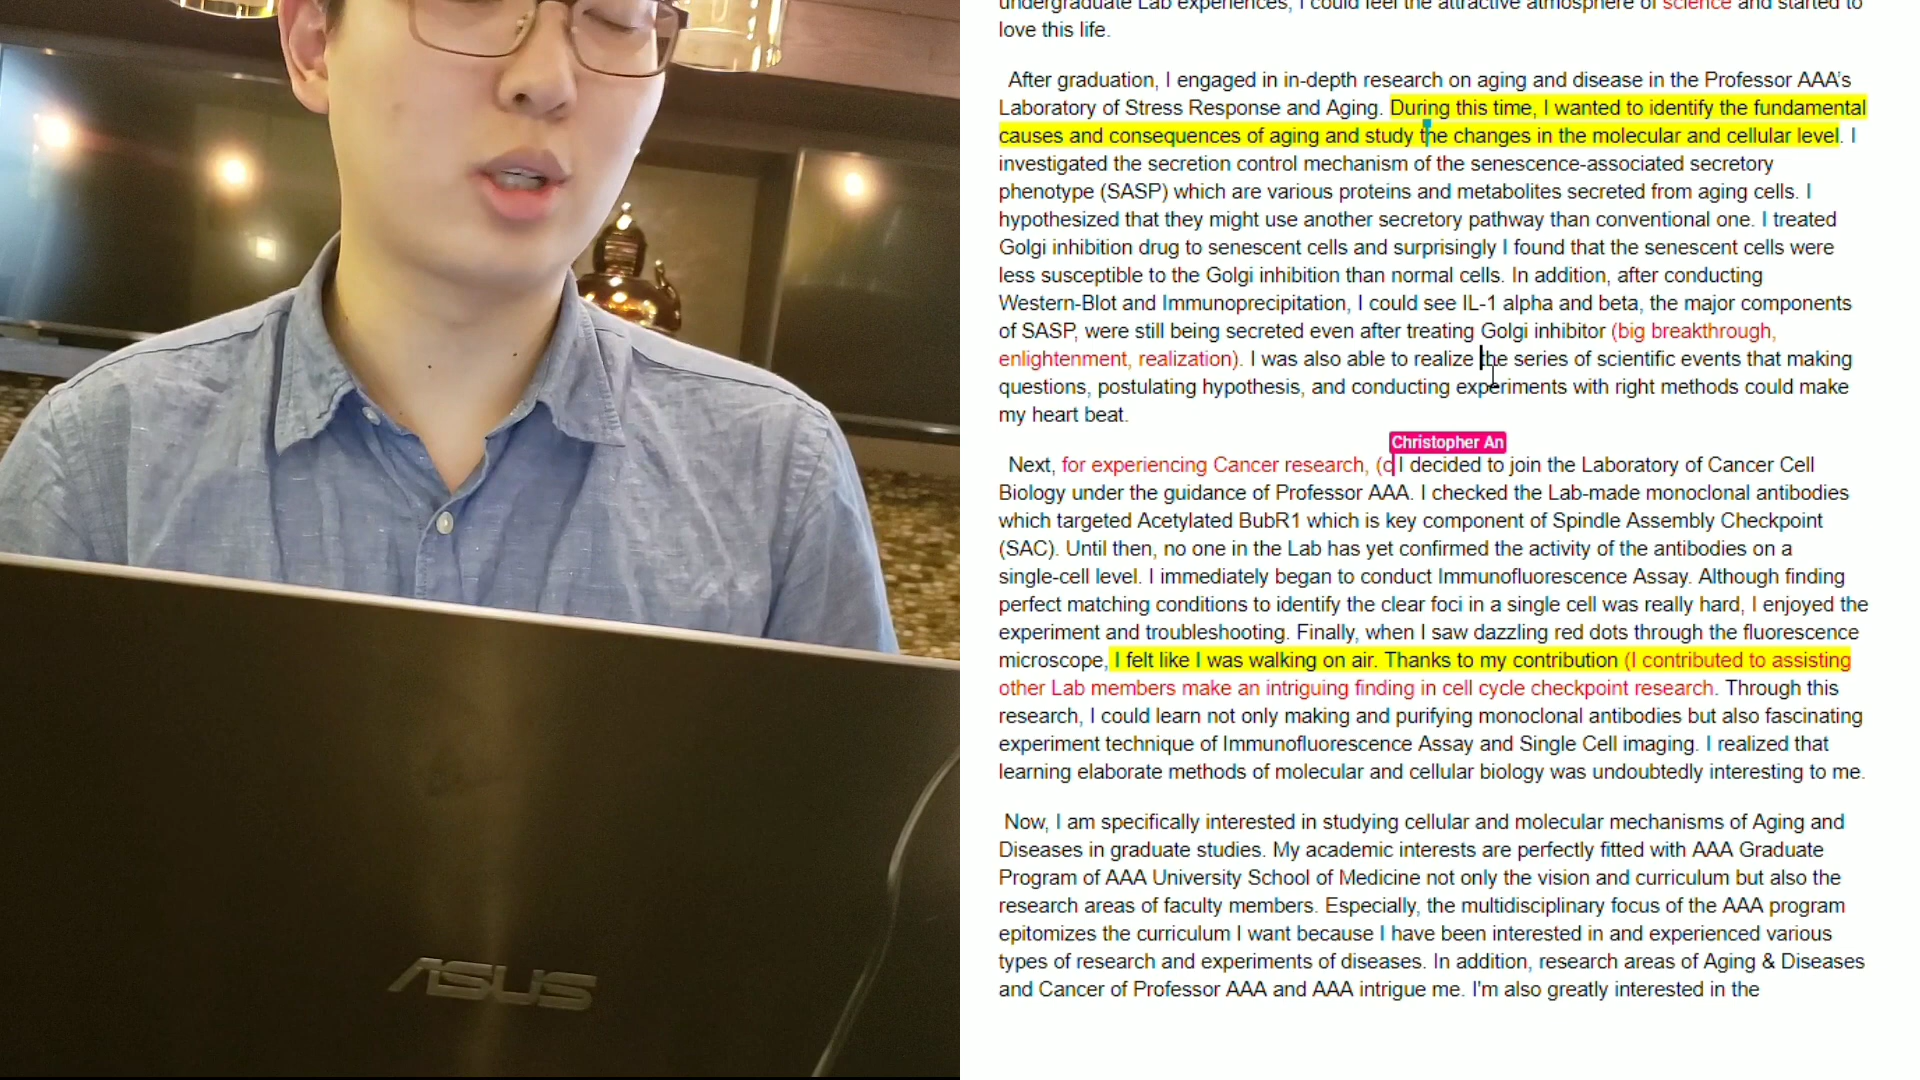 undergraduate Lab experiences, I could feel the attractive atmosphere of science and started to
love this life.
After graduation, I engaged in in-depth research on aging and disease in the Professor AAA's
Laboratory of Stress Response and Aging. During this time, I wanted to identify the fundamental
causes and consequences of aging and study the changes in the molecular and cellular level. I
investigated the secretion control mechanism of the senescence-associated secretory
phenotype (SASP) which are various proteins and metabolites secreted from aging cells. I
hypothesized that they might use another secretory pathway than conventional one. I treated
Golgi inhibition drug to senescent cells and surprisingly I found that the senescent cells were
less susceptible to the Golgi inhibition than normal cells. In addition, after conducting
Western-Blot and Immunoprecipitation, I could see IL-1 alpha and beta, the major components
of SASP, were still being secreted even after treating Golgi inhibitor (big breakthrough,
enlightenment, realization). I was also able to realize the series of scientific events that making
questions, postulating hypothesis, and conducting experiments with right methods could make
my heart beat.
Christopher An
Next, for experiencing Cancer research, (c I decided to join the Laboratory of Cancer Cell
Biology under the guidance of Professor AAA. I checked the Lab-made monoclonal antibodies
which targeted Acetylated BubR1 which is key component of Spindle Assembly Checkpoint
(SAC). Until then, no one in the Lab has yet confirmed the activity of the antibodies on a
single-cell level. I immediately began to conduct Immunofluorescence Assay. Although finding
perfect matching conditions to identify the clear foci in a single cell was really hard, I enjoyed the
experiment and troubleshooting. Finally, when I saw dazzling red dots through the fluorescence
microscope, I felt like I was walking on air. Thanks to my contribution (I contributed to assisting
other Lab members make an intriguing finding in cell cycle checkpoint research. Through this
research, I could learn not only making and purifying monoclonal antibodies but also fascinating
experiment technique of Immunofluorescence Assay and Single Cell imaging. I realized that
learning elaborate methods of molecular and cellular biology was undoubtedly interesting to me.
Now, I am specifically interested in studying cellular and molecular mechanisms of Aging and
Diseases in graduate studies. My academic interests are perfectly fitted with AAA Graduate
Program of AAA University School of Medicine not only the vision and curriculum but also the
research areas of faculty members. Especially, the multidisciplinary focus of the AAA program
epitomizes the curriculum I want because I have been interested in and experienced various
types of research and experiments of diseases. In addition, research areas of Aging & Diseases
and Cancer of Professor AAA and AAA intrigue me. I'm also greatly interested in the
ASUS